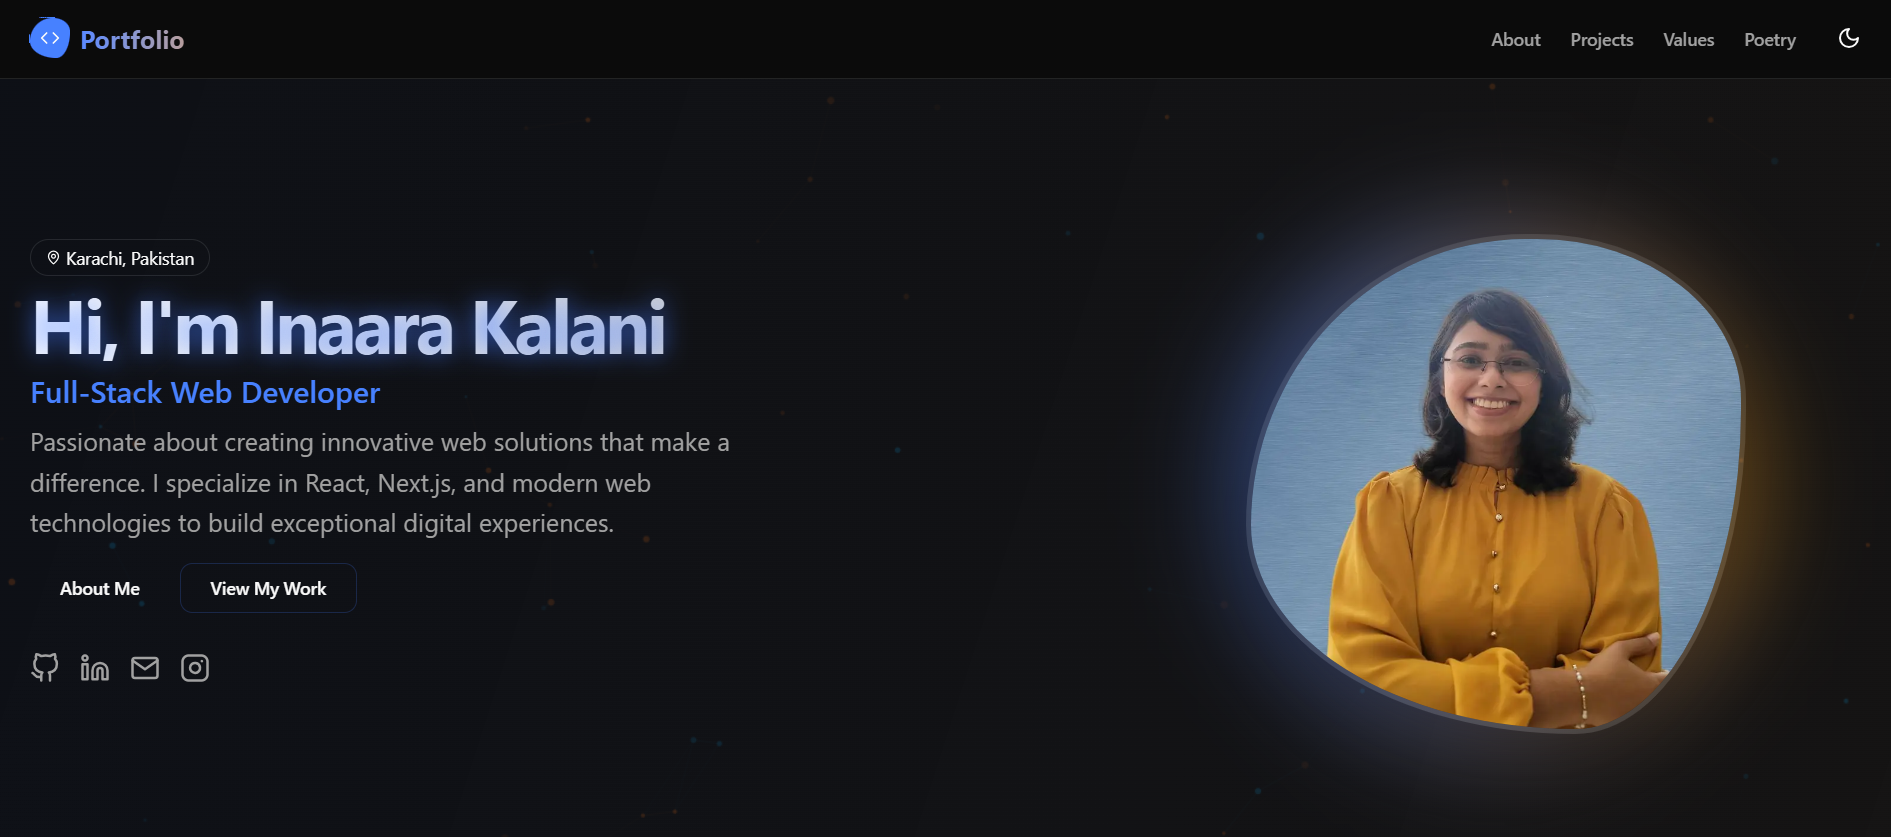 Portfolio
About Projects Values Poetry
Karachi, Pakistan
Hi, I'm Inaara Kalani
Full-Stack Web Developer
Passionate about creating innovative web solutions that make a
difference. I specialize in React, Next.js, and modern web
technologies to build exceptional digital experiences.
About Me View My Work